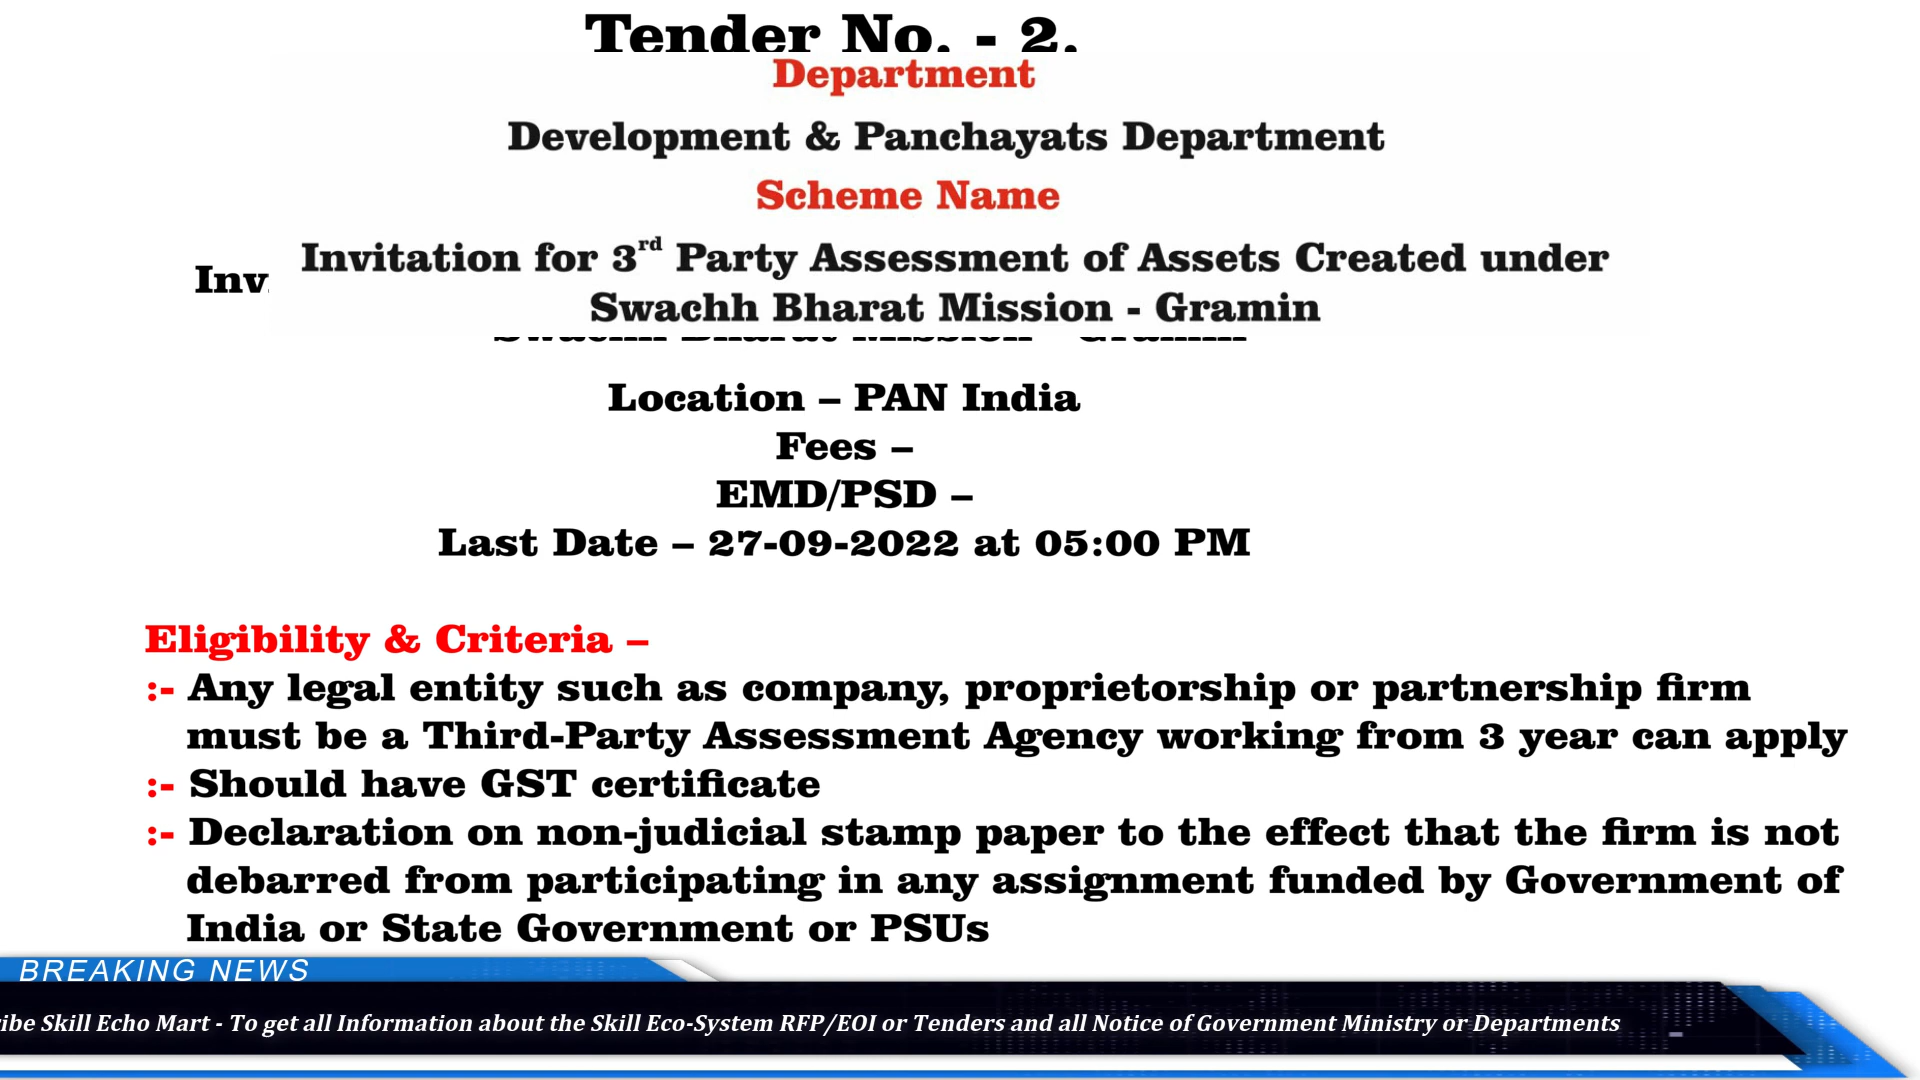 Tender No. - 2.
Department
Development & Panchayats Department
Scheme Name
Invitation for 3rd Party Assessment of Assets Created under
Swachh Bharat Mission - Gramin
Swachh Bharat Mission - Gramin
Location – PAN India
Fees –
EMD/PSD –
Last Date – 27-09-2022 at 05:00 PM
Eligibility & Criteria –
:- Any legal entity such as company, proprietorship or partnership firm
must be a Third-Party Assessment Agency working from 3 year can apply
:- Should have GST certificate
:- Declaration on non-judicial stamp paper to the effect that the firm is not
debarred from participating in any assignment funded by Government of
India or State Government or PSUs
BREAKING NEWS
ibe Skill Echo Mart - To get all Information about the Skill Eco-System RFP/EOI or Tenders and all Notice of Government Ministry or Departments